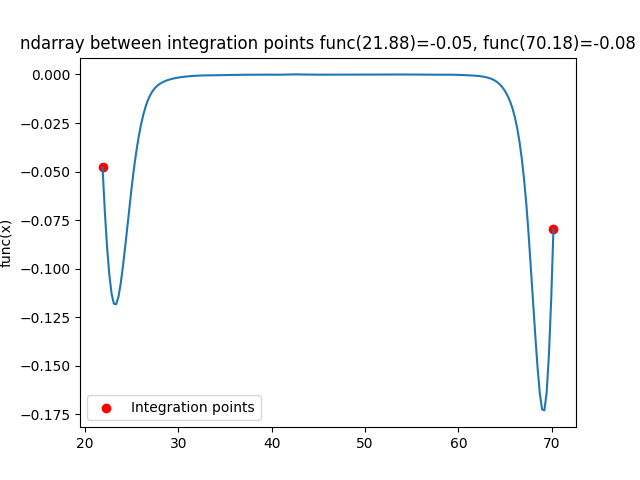 ndarray between integration points func(21.88)=-0.05, func(70.18)=-0.08
0.000
−0.025
−0.050
−0.075
−0.100
−0.125
−0.150
−0.175
func(x)
Integration points
20 30 40 50 60 70